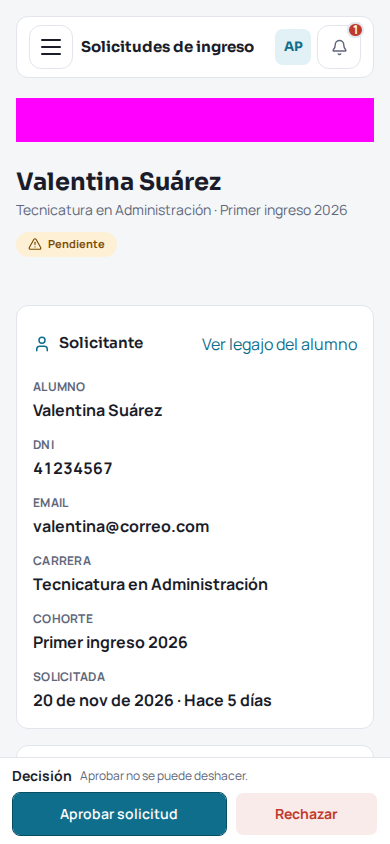 Solicitudes de ingreso
AP
1
Valentina Suárez
Tecnicatura en Administración · Primer ingreso 2026
Pendiente
Solicitante
Ver legajo del alumno
ALUMNO
Valentina Suárez
DNI
41234567
EMAIL
valentina@correo.com
CARRERA
Tecnicatura en Administración
COHORTE
Primer ingreso 2026
SOLICITADA
20 de nov de 2026 · Hace 5 días
Decisión Aprobar no se puede deshacer.
Aprobar solicitud
Rechazar